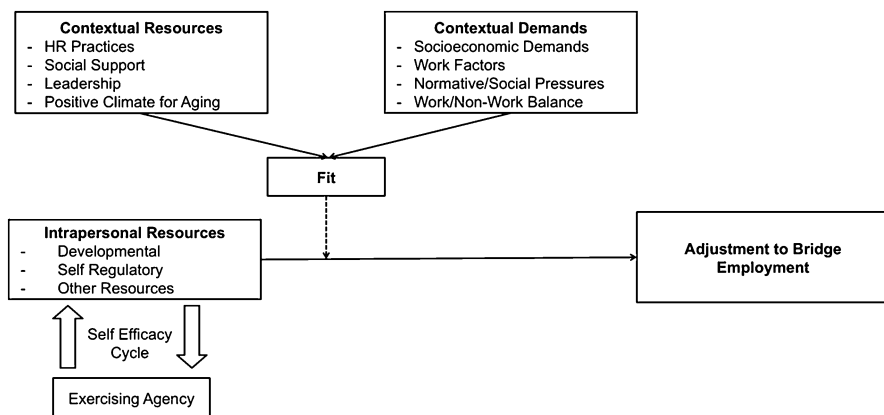 Contextual Resources
- HR Practices
- Social Support
- Leadership
- Positive Climate for Aging
Contextual Demands
- Socioeconomic Demands
- Work Factors
- Normative/Social Pressures
- Work/Non-Work Balance
Fit
Intrapersonal Resources
- Developmental
- Self Regulatory
- Other Resources
Adjustment to Bridge
Employment
Self Efficacy
Cycle
Exercising Agency